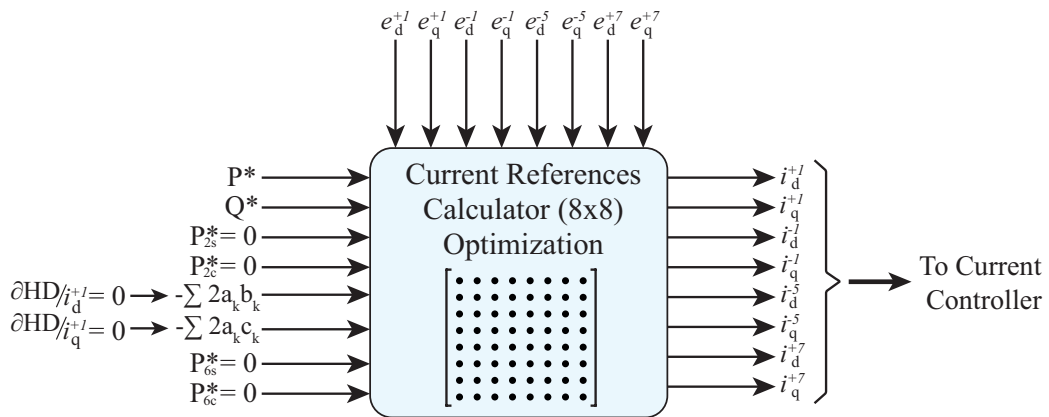 e_d^{+1} e_q^{+1} e_d^{-1} e_q^{-1} e_d^{-5} e_q^{-5} e_d^{+7} e_q^{+7}
Current References
Calculator (8x8)
Optimization
P*
Q*
P*_{2s} = 0
P*_{2c} = 0
∂HD/i_d^{+1} = 0 -∑ 2a_k b_k
∂HD/i_q^{+1} = 0 -∑ 2a_k c_k
P*_{6s} = 0
P*_{6c} = 0
i_d^{+1}
i_q^{+1}
i_d^{-1}
i_q^{-1}
i_d^{-5}
i_q^{-5}
i_d^{+7}
i_q^{+7}
To Current
Controller